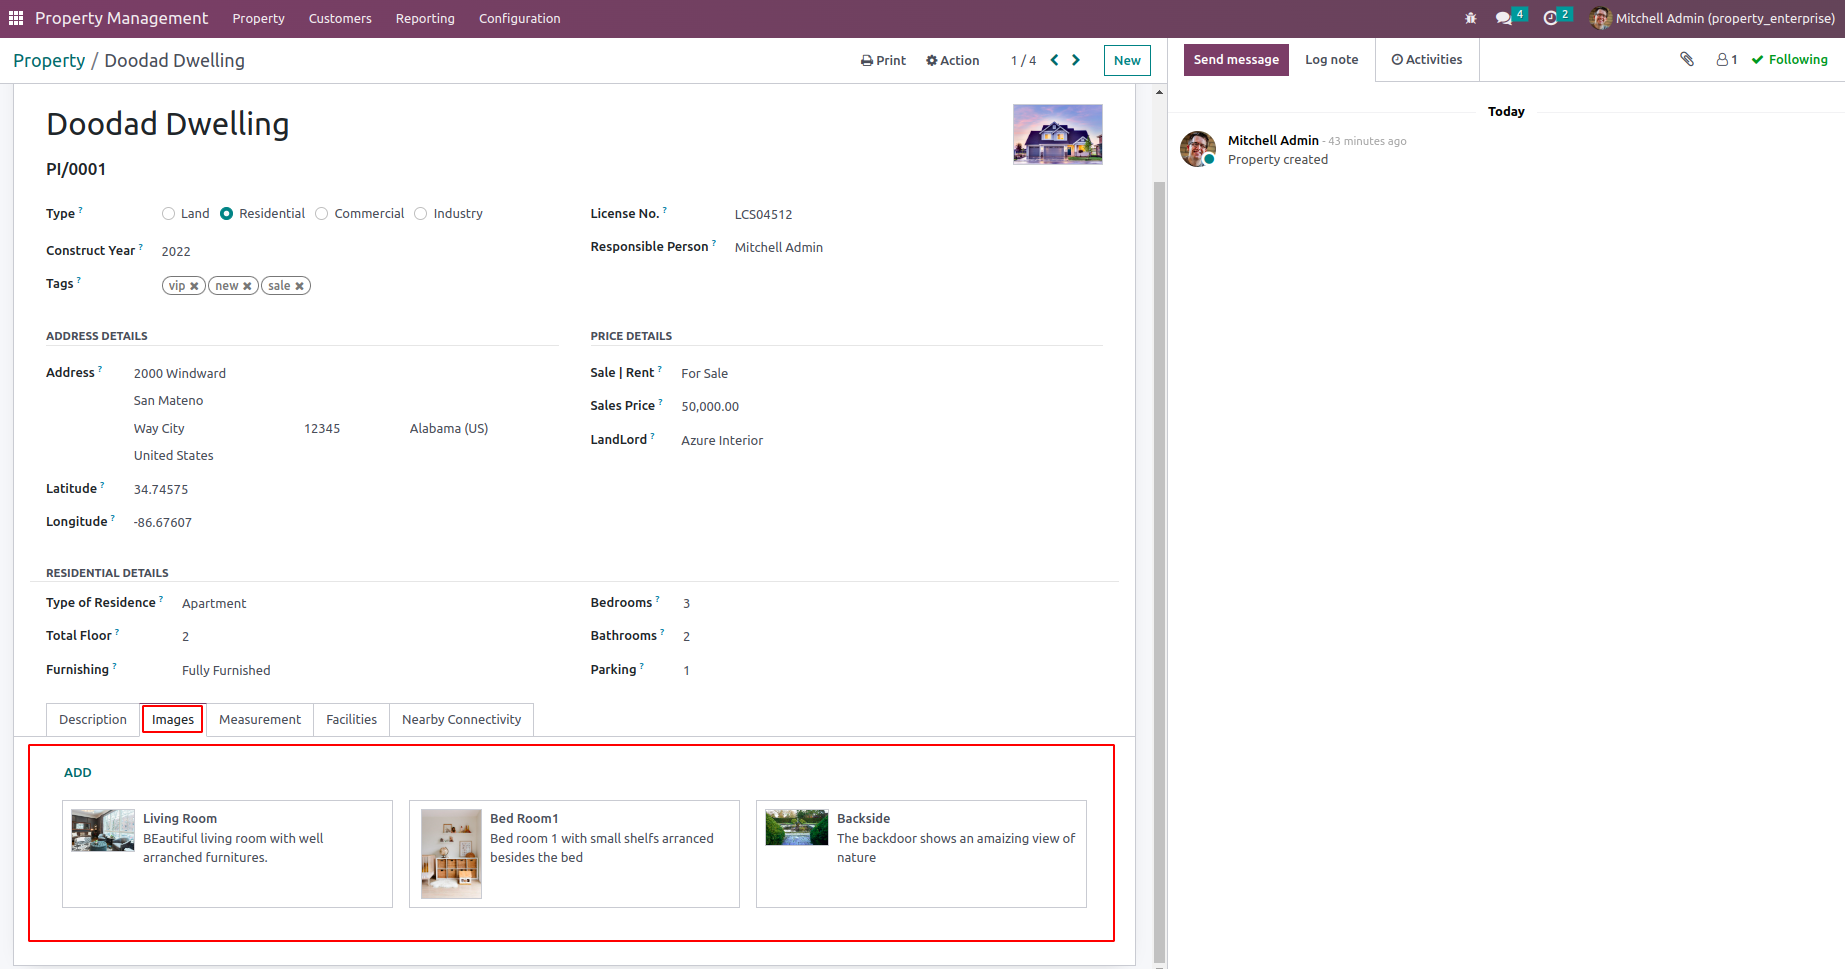 Property Management Property Customers Reporting Configuration 4 2 Mitchell Admin (property_enterprise)
Property / Doodad Dwelling Print Action 1 / 4 New
Send message Log note Activities 1 Following
Doodad Dwelling
PI/0001
Type ? Land Residential Commercial Industry
Construct Year ? 2022
Tags ? vip new sale
License No. ? LCS04512
Responsible Person ? Mitchell Admin
ADDRESS DETAILS
Address ? 2000 Windward
San Mateno
Way City 12345 Alabama (US)
United States
Latitude ? 34.74575
Longitude ? -86.67607
PRICE DETAILS
Sale | Rent ? For Sale
Sales Price ? 50,000.00
LandLord ? Azure Interior
RESIDENTIAL DETAILS
Type of Residence ? Apartment
Total Floor ? 2
Furnishing ? Fully Furnished
Bedrooms ? 3
Bathrooms ? 2
Parking ? 1
Description Images Measurement Facilities Nearby Connectivity
ADD
Living Room
BEautiful living room with well
arranched furnitures.
Bed Room1
Bed room 1 with small shelfs arranced
besides the bed
Backside
The backdoor shows an amaizing view of
nature
Today
Mitchell Admin - 43 minutes ago
Property created